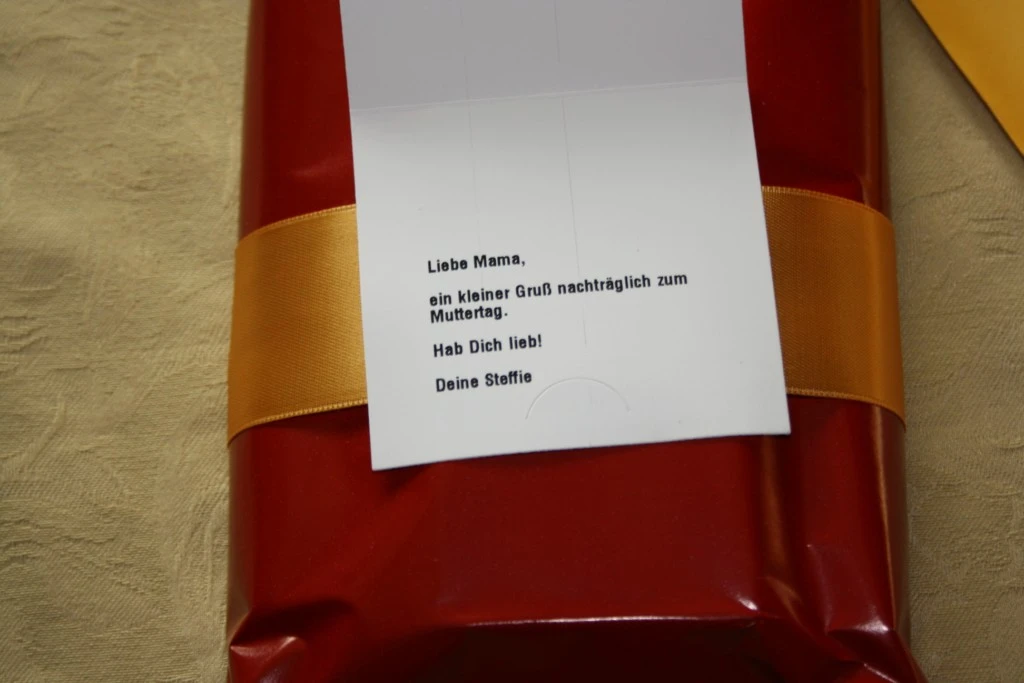 Liebe Mama,
ein kleiner Gruß nachträglich zum
Muttertag.
Hab Dich lieb!
Deine Steffie